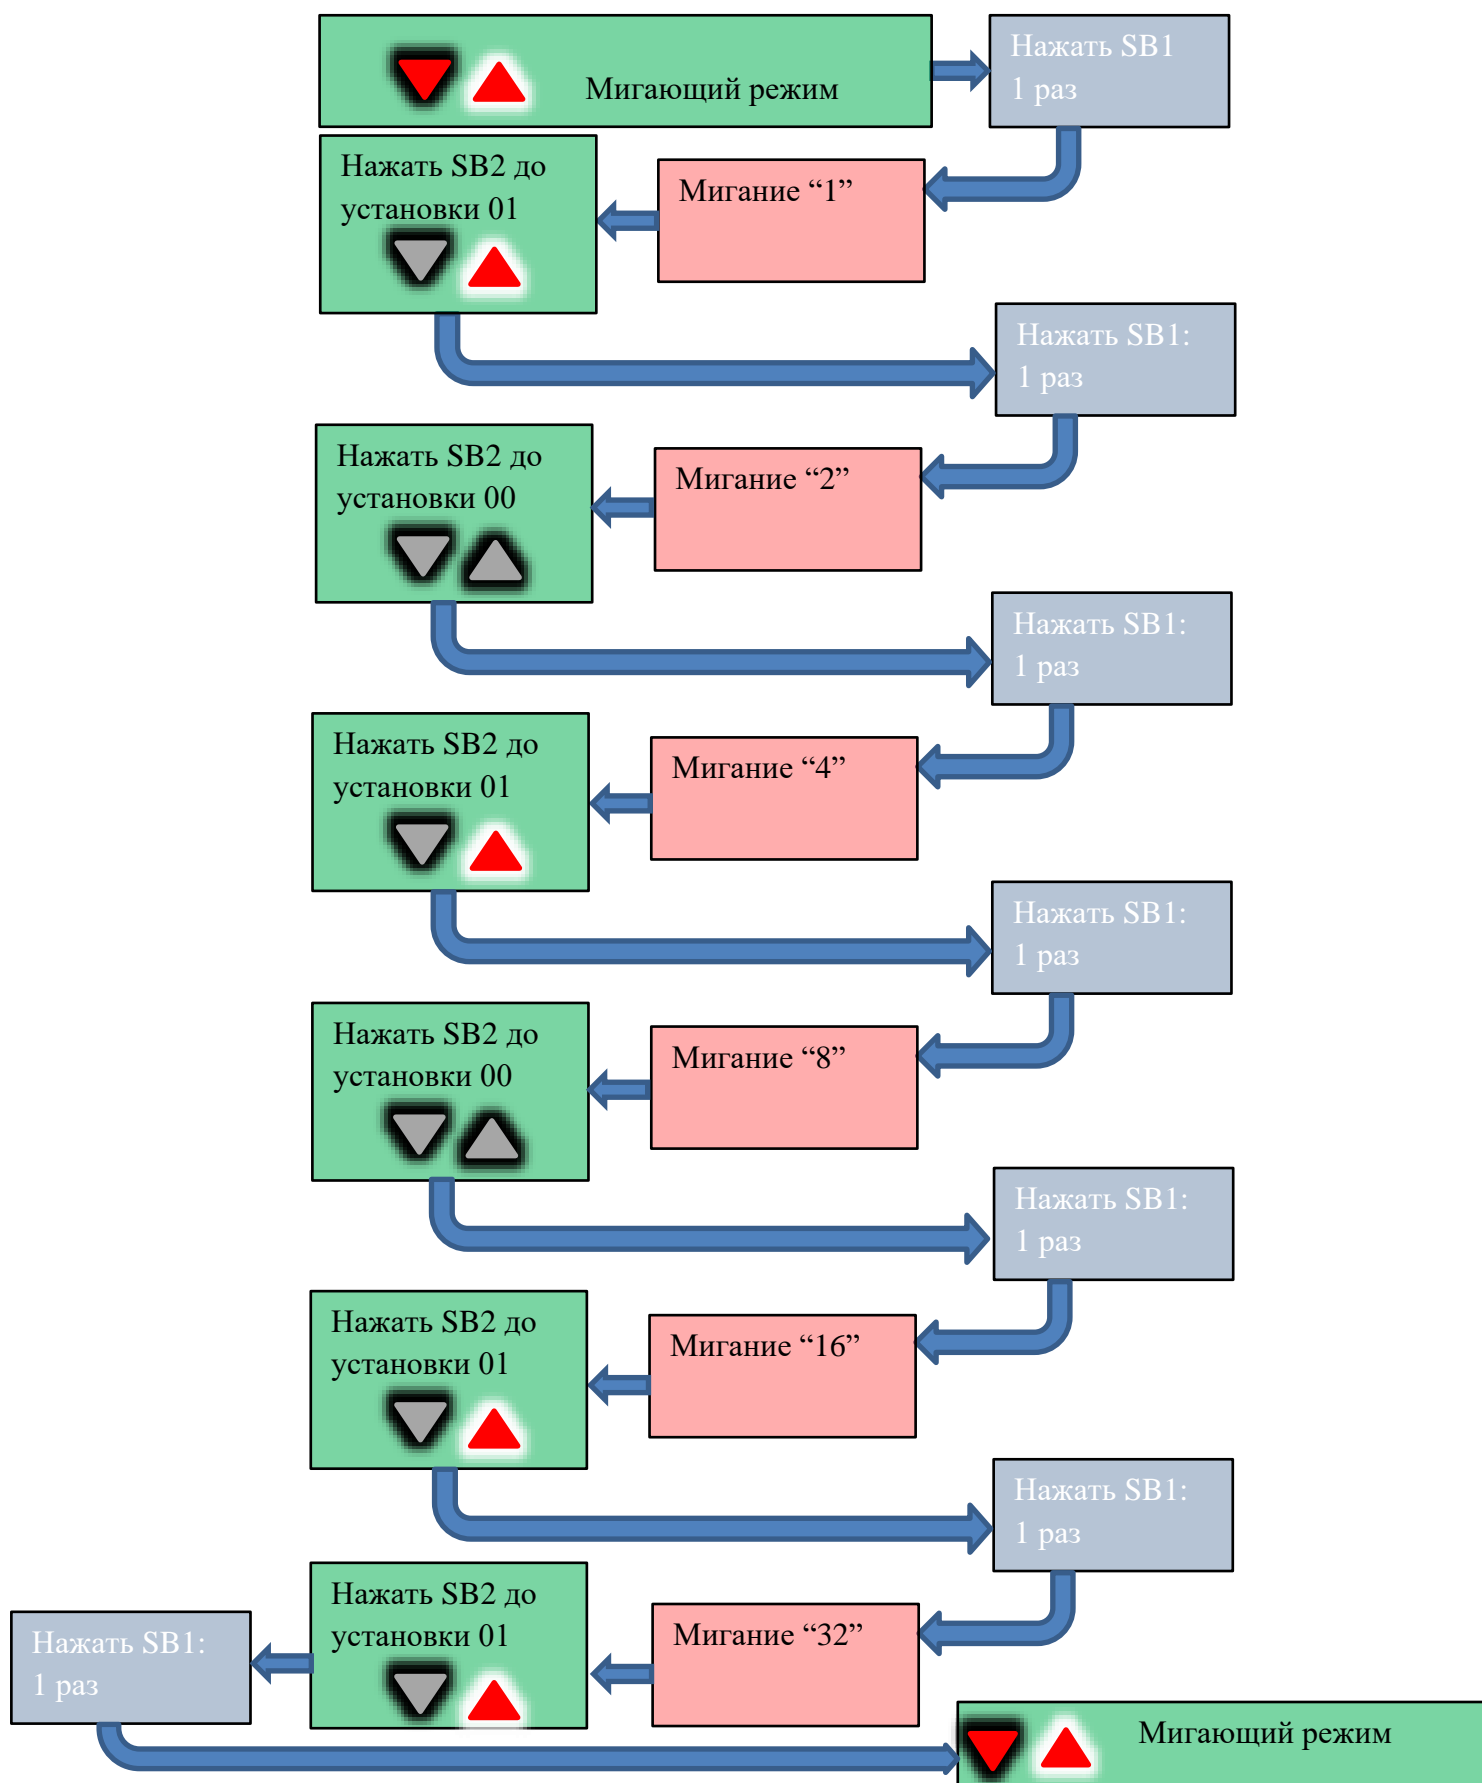 Мигающий режим
Нажать SB1
1 раз
Мигание “1”
Нажать SB2 до
установки 01
Нажать SB1:
1 раз
Мигание “2”
Нажать SB2 до
установки 00
Нажать SB1:
1 раз
Мигание “4”
Нажать SB2 до
установки 01
Нажать SB1:
1 раз
Мигание “8”
Нажать SB2 до
установки 00
Нажать SB1:
1 раз
Мигание “16”
Нажать SB2 до
установки 01
Нажать SB1:
1 раз
Мигание “32”
Нажать SB2 до
установки 01
Нажать SB1:
1 раз
Мигающий режим